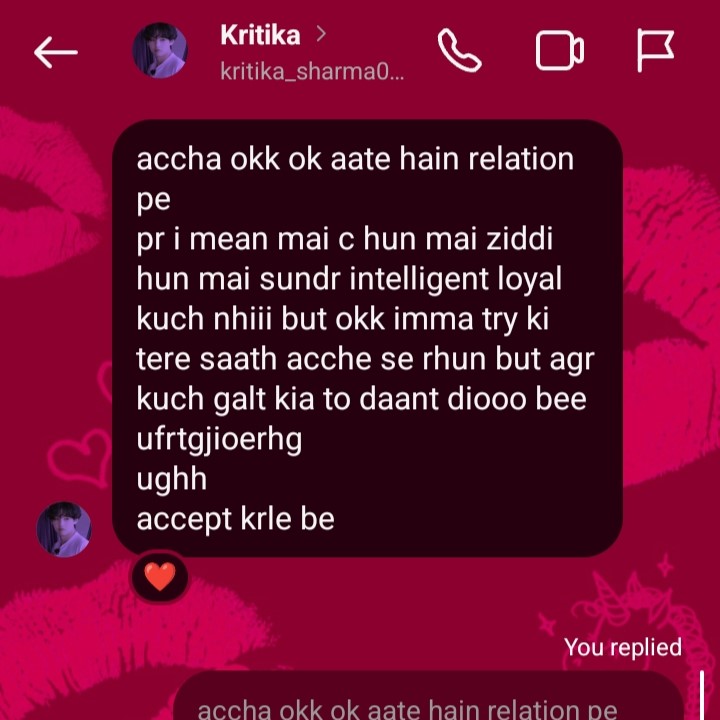 Kritika
kritika_sharma0...
accha okk ok aate hain relation
pe
pr i mean mai c hun mai ziddi
hun mai sundr intelligent loyal
kuch nhiii but okk imma try ki
tere saath acche se rhun but agr
kuch galt kia to daant diooo bee
ufrtgjioerhg
ughh
accept krle be
You replied
accha okk ok aate hain relation pe